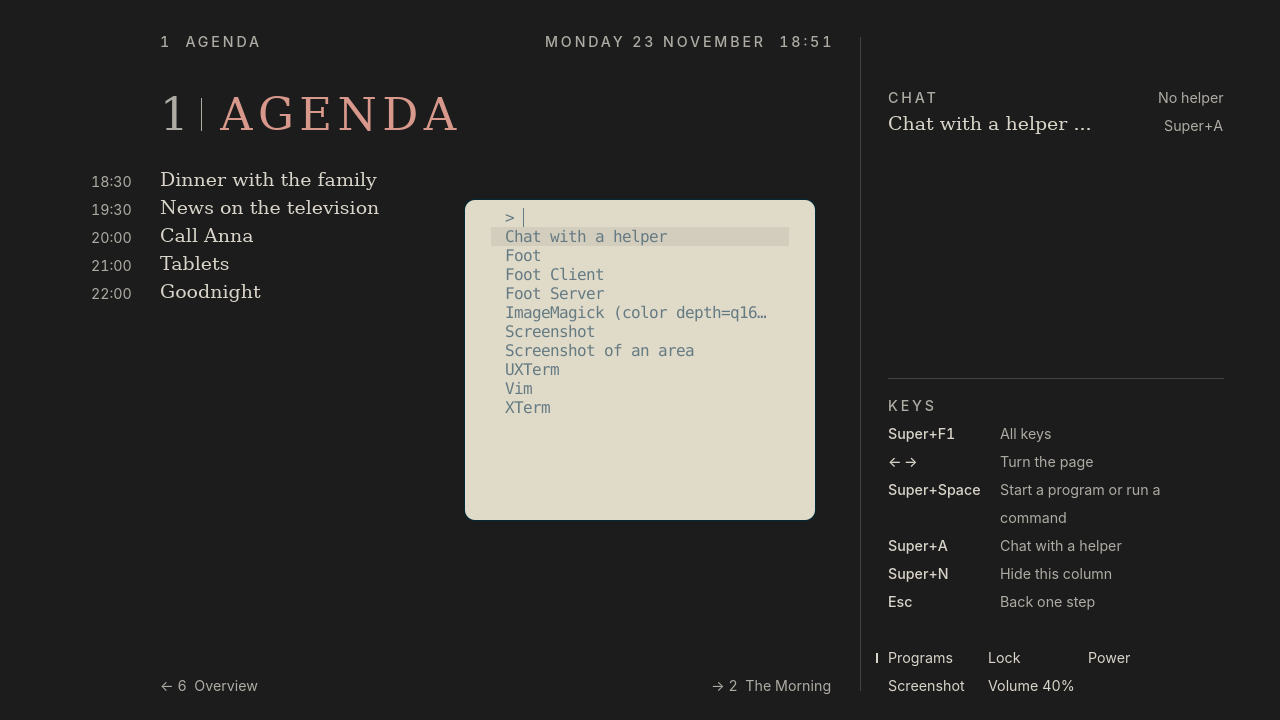 1 AGENDA
MONDAY 23 NOVEMBER 18:51
1 AGENDA
18:30 Dinner with the family
19:30 News on the television
20:00 Call Anna
21:00 Tablets
22:00 Goodnight
>
Chat with a helper
Foot
Foot Client
Foot Server
ImageMagick (color depth=q16…
Screenshot
Screenshot of an area
UXTerm
Vim
XTerm
← 6 Overview
→ 2 The Morning
CHAT No helper
Chat with a helper ... Super+A
KEYS
Super+F1 All keys
← → Turn the page
Super+Space Start a program or run a
command
Super+A Chat with a helper
Super+N Hide this column
Esc Back one step
Programs Lock Power
Screenshot Volume 40%